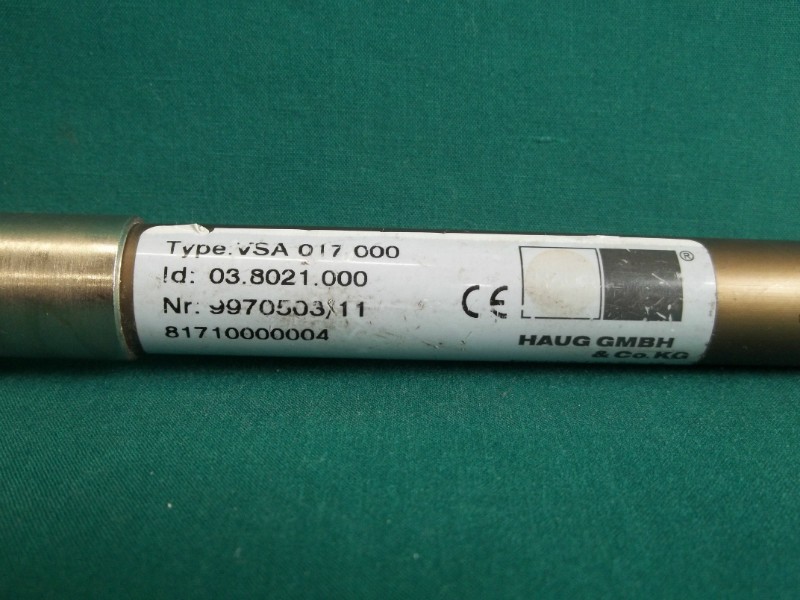 Type:VSA 017 000
Id: 03.8021.000
Nr: 9970503/11
81710000004
CE
®
HAUG GMBH
& Co.KG